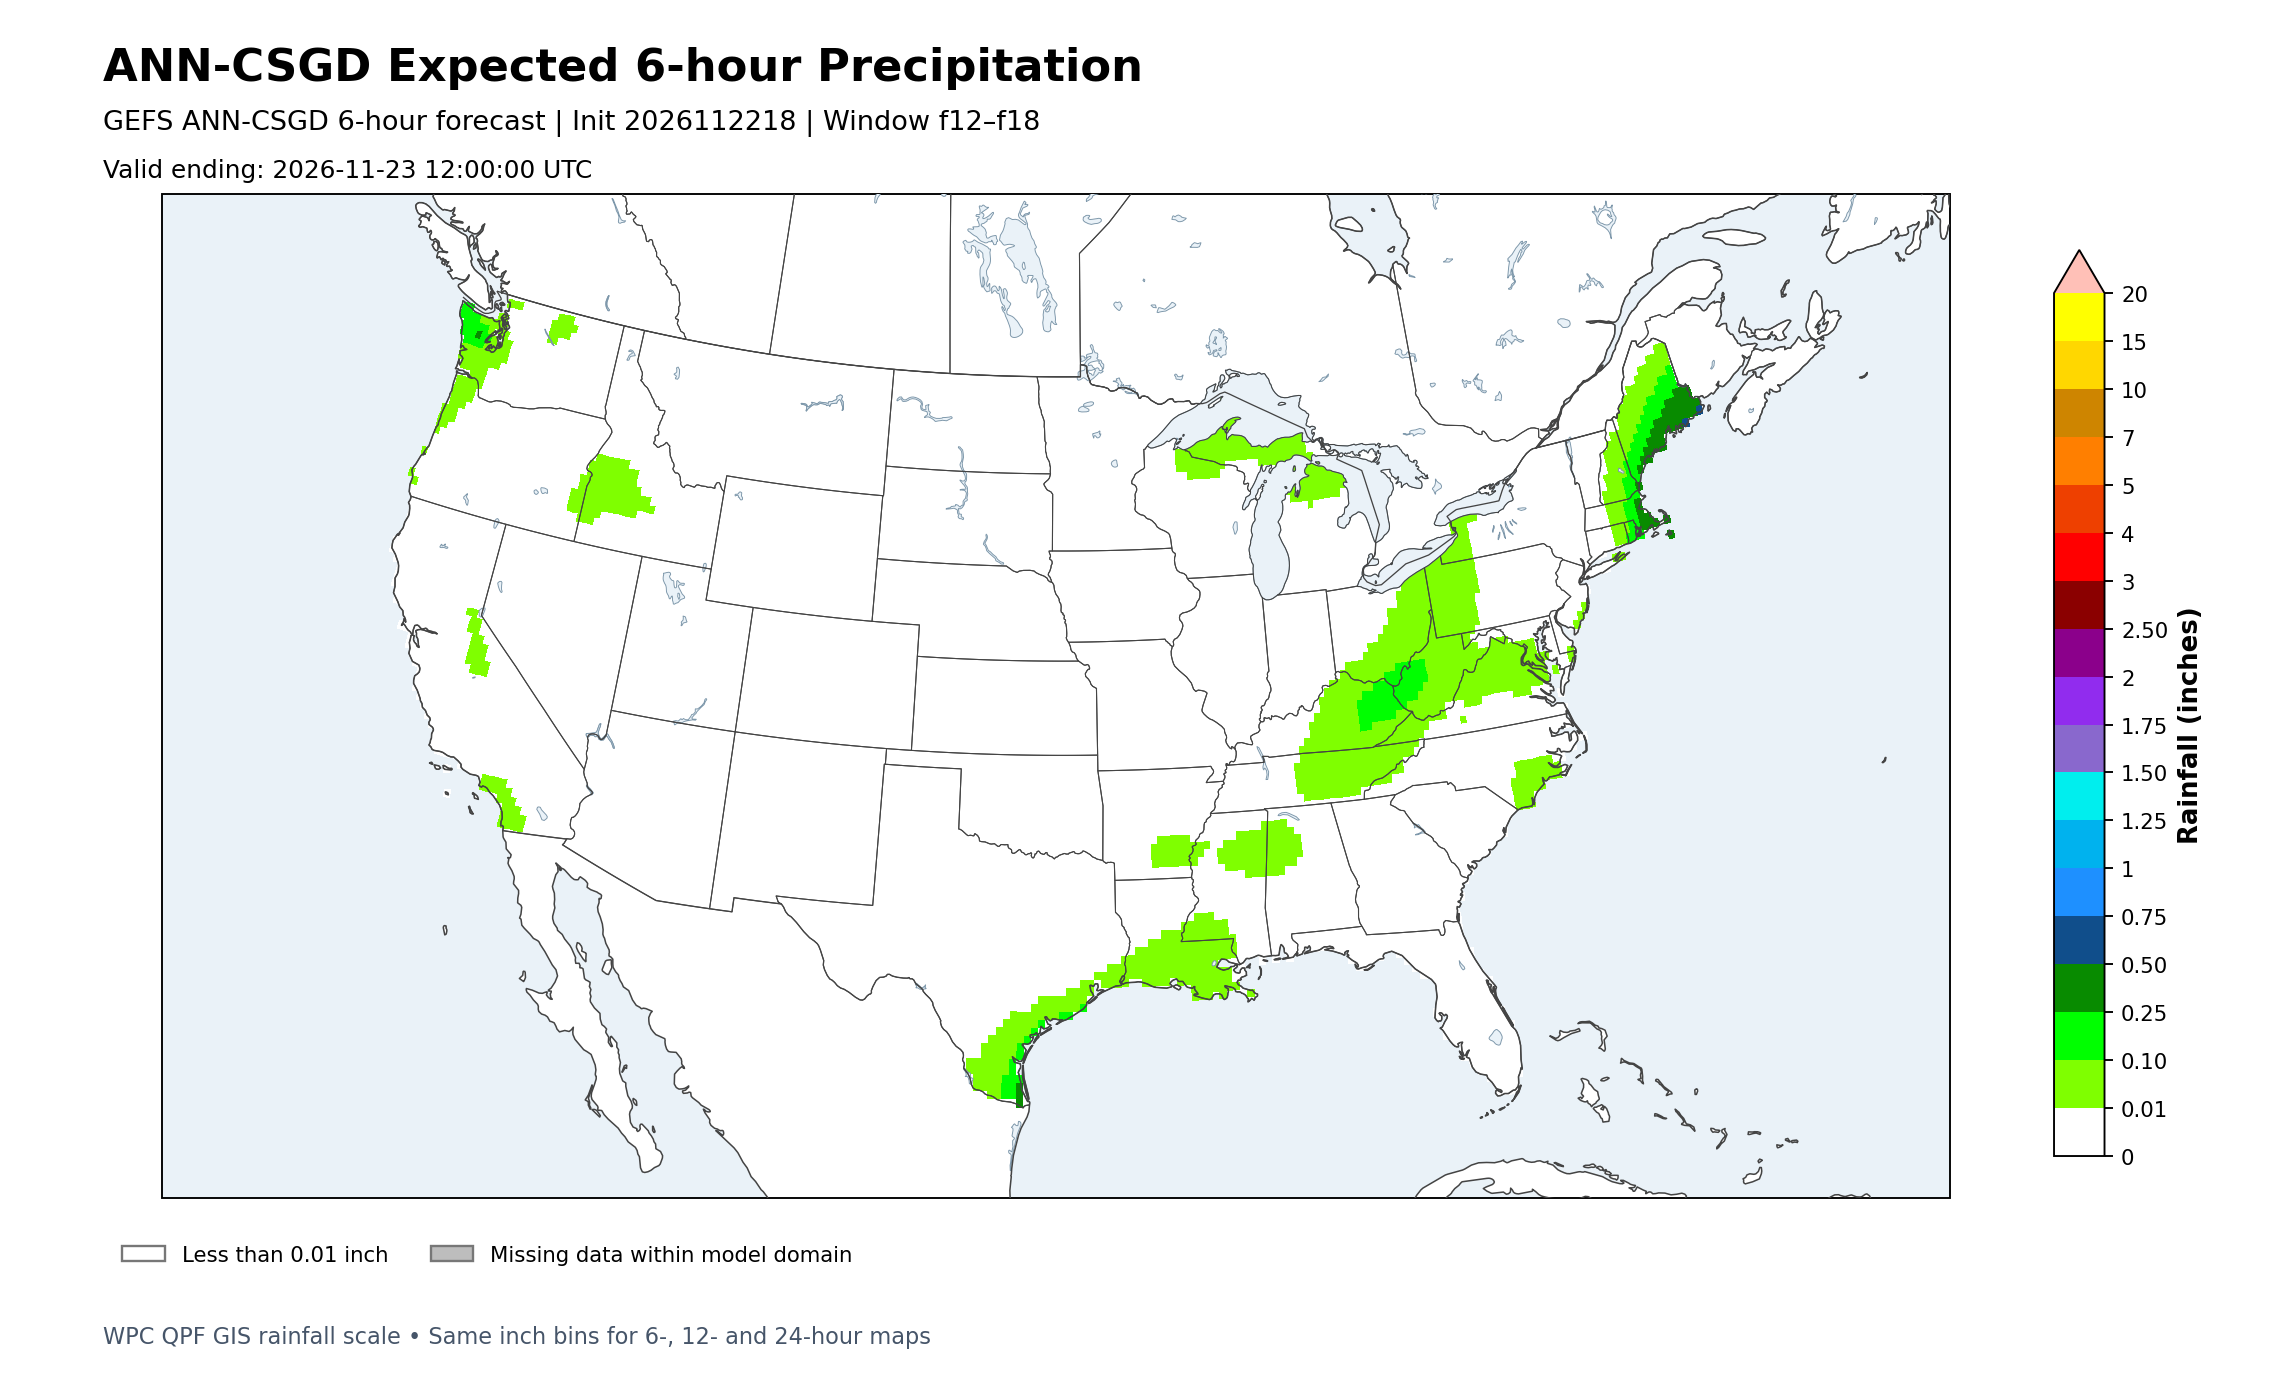 ANN-CSGD Expected 6-hour Precipitation
GEFS ANN-CSGD 6-hour forecast | Init 2026112218 | Window f12–f18
Valid ending: 2026-11-23 12:00:00 UTC
20
15
10
7
5
4
3
2.50
2
1.75
1.50
1.25
1
0.75
0.50
0.25
0.10
0.01
0
Rainfall (inches)
Less than 0.01 inch
Missing data within model domain
WPC QPF GIS rainfall scale • Same inch bins for 6-, 12- and 24-hour maps